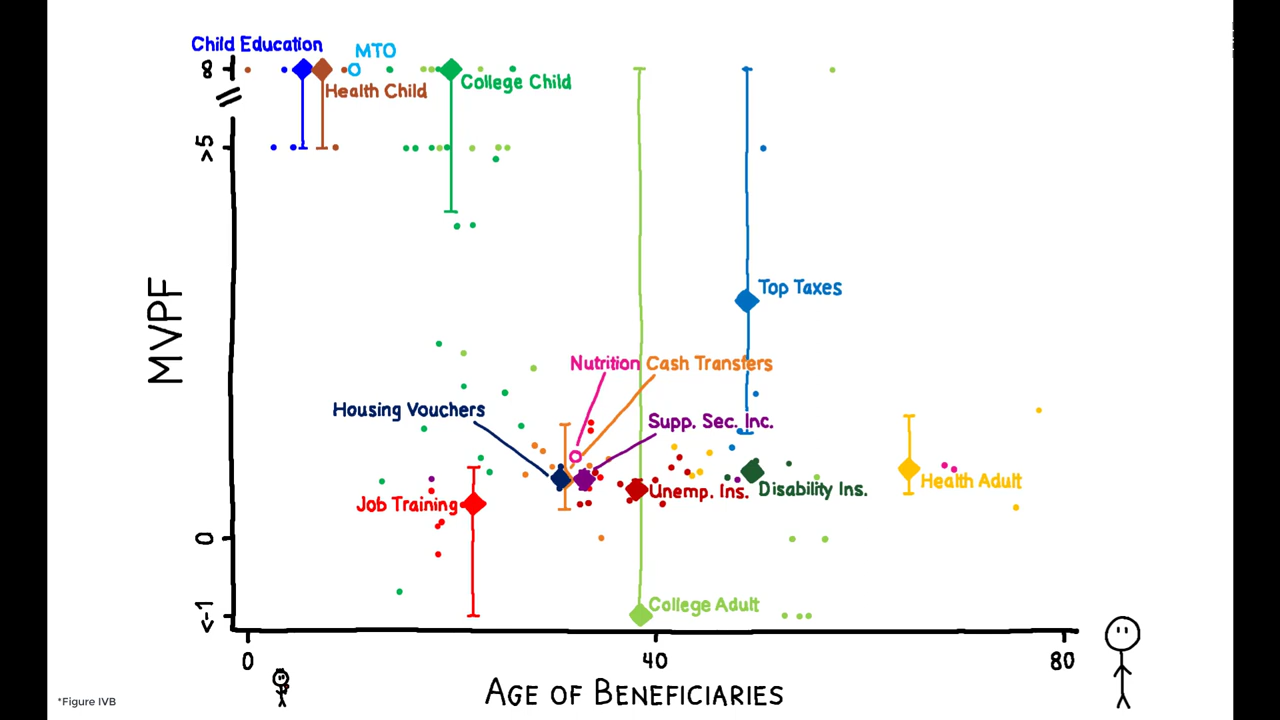 Child Education
MTO
∞
Health Child
College Child
>5
MVPF
Top Taxes
Nutrition
Cash Transfers
Housing Vouchers
Supp. Sec. Inc.
Job Training
Unemp. Ins.
Disability Ins.
Health Adult
0
College Adult
<-1
0
40
80
AGE OF BENEFICIARIES
*Figure IVB